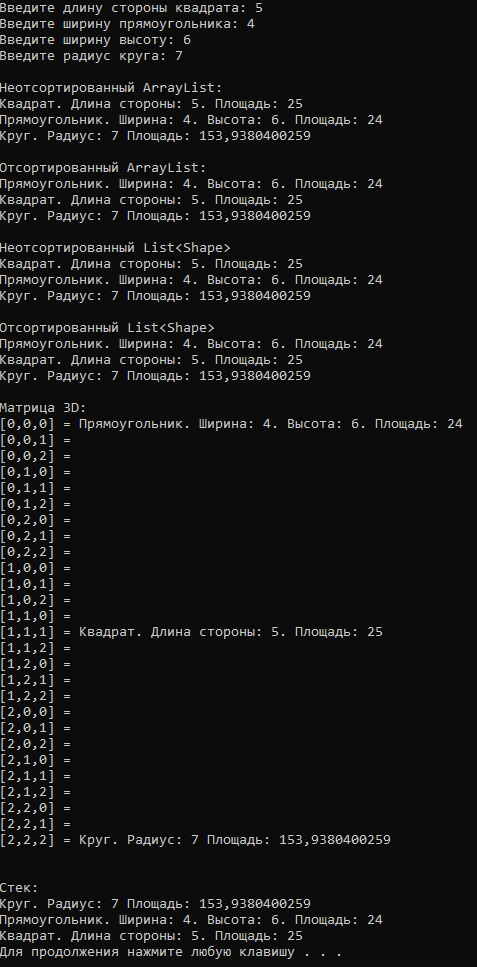 Введите длину стороны квадрата: 5
Введите ширину прямоугольника: 4
Введите ширину высоту: 6
Введите радиус круга: 7
Неотсортированный ArrayList:
Квадрат. Длина стороны: 5. Площадь: 25
Прямоугольник. Ширина: 4. Высота: 6. Площадь: 24
Круг. Радиус: 7 Площадь: 153,9380400259
Отсортированный ArrayList:
Прямоугольник. Ширина: 4. Высота: 6. Площадь: 24
Квадрат. Длина стороны: 5. Площадь: 25
Круг. Радиус: 7 Площадь: 153,9380400259
Неотсортированный List<Shape>
Квадрат. Длина стороны: 5. Площадь: 25
Прямоугольник. Ширина: 4. Высота: 6. Площадь: 24
Круг. Радиус: 7 Площадь: 153,9380400259
Отсортированный List<Shape>
Прямоугольник. Ширина: 4. Высота: 6. Площадь: 24
Квадрат. Длина стороны: 5. Площадь: 25
Круг. Радиус: 7 Площадь: 153,9380400259
Матрица 3D:
[0,0,0] = Прямоугольник. Ширина: 4. Высота: 6. Площадь: 24
[0,0,1] =
[0,0,2] =
[0,1,0] =
[0,1,1] =
[0,1,2] =
[0,2,0] =
[0,2,1] =
[0,2,2] =
[1,0,0] =
[1,0,1] =
[1,0,2] =
[1,1,0] =
[1,1,1] = Квадрат. Длина стороны: 5. Площадь: 25
[1,1,2] =
[1,2,0] =
[1,2,1] =
[1,2,2] =
[2,0,0] =
[2,0,1] =
[2,0,2] =
[2,1,0] =
[2,1,1] =
[2,1,2] =
[2,2,0] =
[2,2,1] =
[2,2,2] = Круг. Радиус: 7 Площадь: 153,9380400259
Стек:
Круг. Радиус: 7 Площадь: 153,9380400259
Прямоугольник. Ширина: 4. Высота: 6. Площадь: 24
Квадрат. Длина стороны: 5. Площадь: 25
Для продолжения нажмите любую клавишу . . .